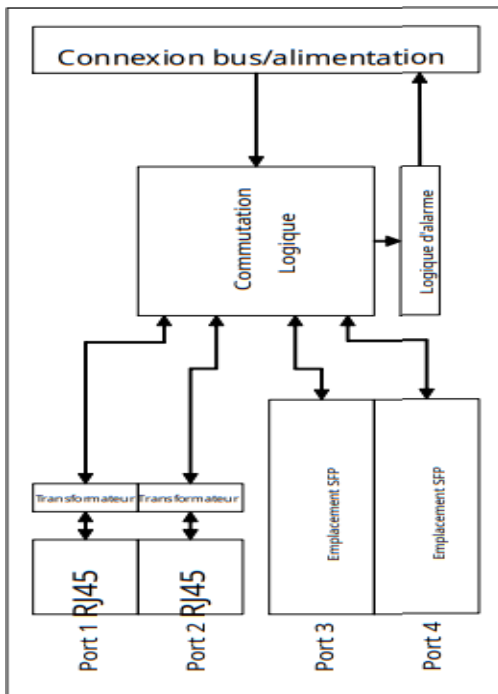 Connexion bus/alimentation
Commutation
Logique
Logique d'alarme
Transformateur
Transformateur
RJ45
RJ45
Emplacement SFP
Emplacement SFP
Port 1
Port 2
Port 3
Port 4